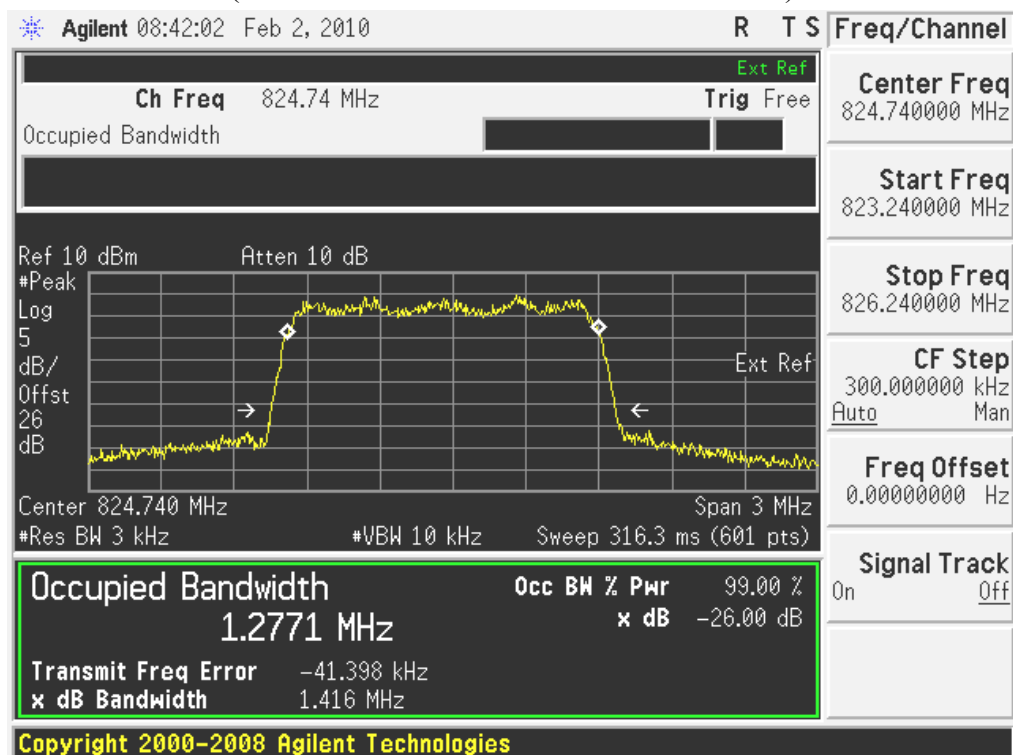 Agilent 08:42:02 Feb 2, 2010 R T S
Freq/Channel
Ext Ref
Ch Freq 824.74 MHz Trig Free
Occupied Bandwidth
Center Freq
824.740000 MHz
Start Freq
823.240000 MHz
Stop Freq
826.240000 MHz
CF Step
300.000000 kHz
Auto Man
Freq Offset
0.00000000 Hz
Signal Track
On Off
Ref 10 dBm Atten 10 dB
#Peak
Log
5
dB/
Offst
26
dB
Ext Ref
Center 824.740 MHz Span 3 MHz
#Res BW 3 kHz #VBW 10 kHz Sweep 316.3 ms (601 pts)
Occupied Bandwidth Occ BW % Pwr 99.00 %
1.2771 MHz x dB -26.00 dB
Transmit Freq Error -41.398 kHz
x dB Bandwidth 1.416 MHz
Copyright 2000-2008 Agilent Technologies